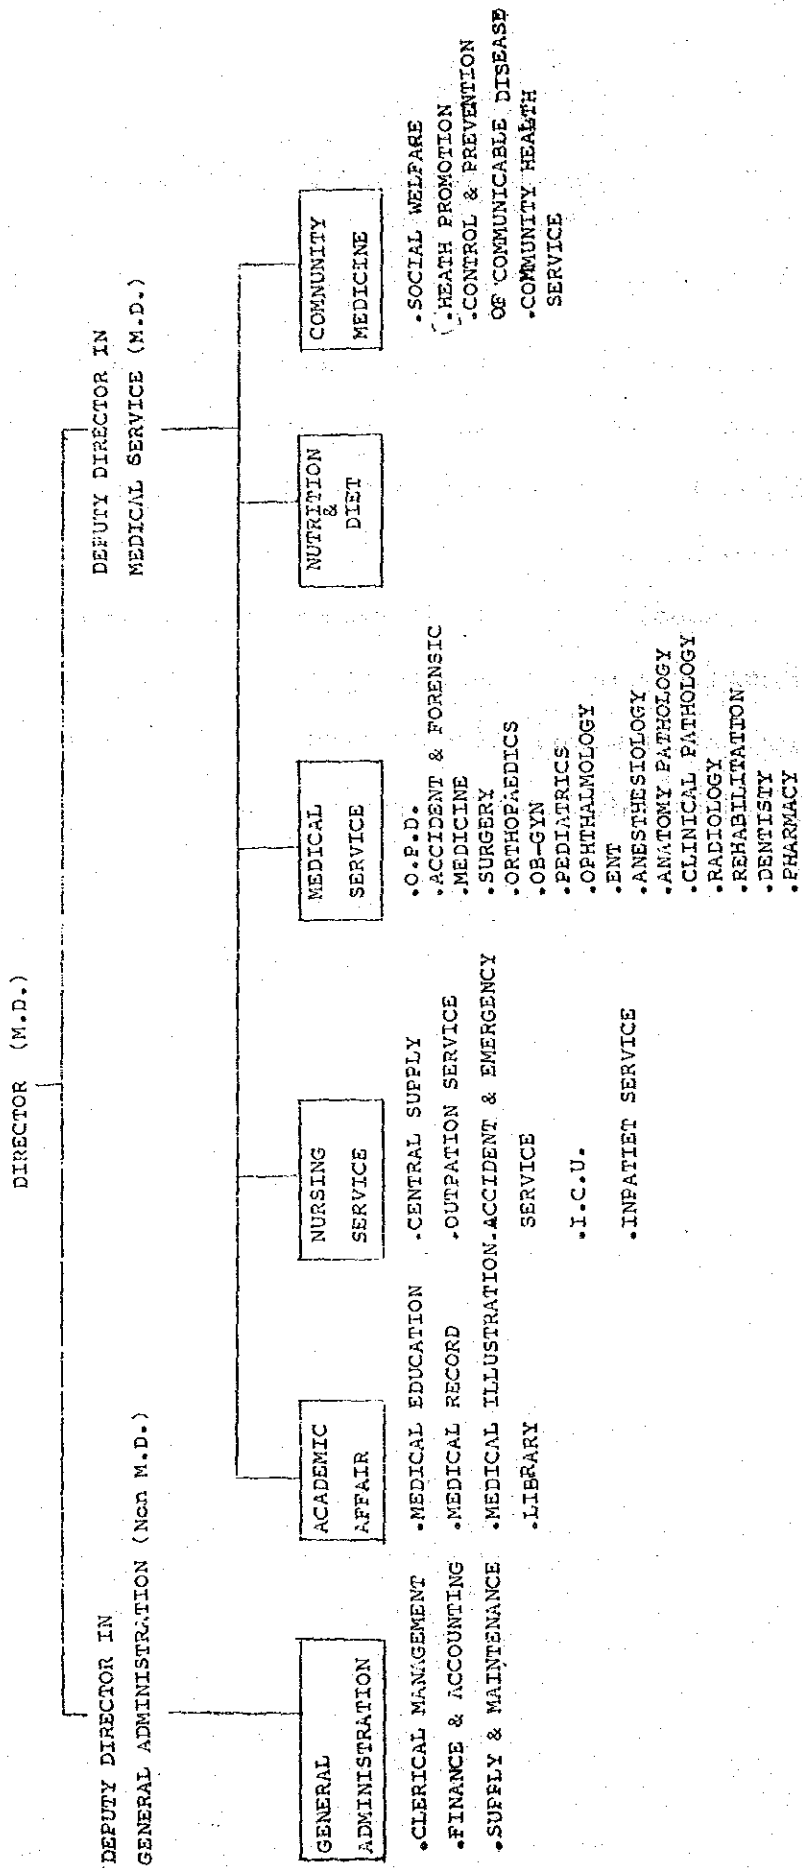 DIRECTOR (M.D.)
DEPUTY DIRECTOR IN
GENERAL ADMINISTRATION (Non M.D.)
DEPUTY DIRECTOR IN
MEDICAL SERVICE (M.D.)
GENERAL
ADMINISTRATION
.CLERICAL MANAGEMENT
.FINANCE & ACCOUNTING
.SUPPLY & MAINTENANCE
ACADEMIC
AFFAIR
.MEDICAL EDUCATION
.MEDICAL RECORD
.MEDICAL ILLUSTRATION
.LIBRARY
NURSING
SERVICE
.CENTRAL SUPPLY
.OUTPATION SERVICE
.ACCIDENT & EMERGENCY
SERVICE
.I.C.U.
.INPATIET SERVICE
MEDICAL
SERVICE
.O.P.D.
.ACCIDENT & FORENSIC
.MEDICINE
.SURGERY
.ORTHOPAEDICS
.OB-GYN
.PEDIATRICS
.OPHTHALMOLOGY
.ENT
.ANESTHESIOLOGY
.ANATOMY PATHOLOGY
.CLINICAL PATHOLOGY
.RADIOLOGY
.REHABILITATION
.DENTISTY
.PHARMACY
NUTRITION
&
DIET
COMNUNITY
MEDICINE
.SOCIAL WELFARE
.HEATH PROMOTION
.CONTROL & PREVENTION
OF COMMUNICABLE DISEASE
.COMMUNITY HEALTH
SERVICE